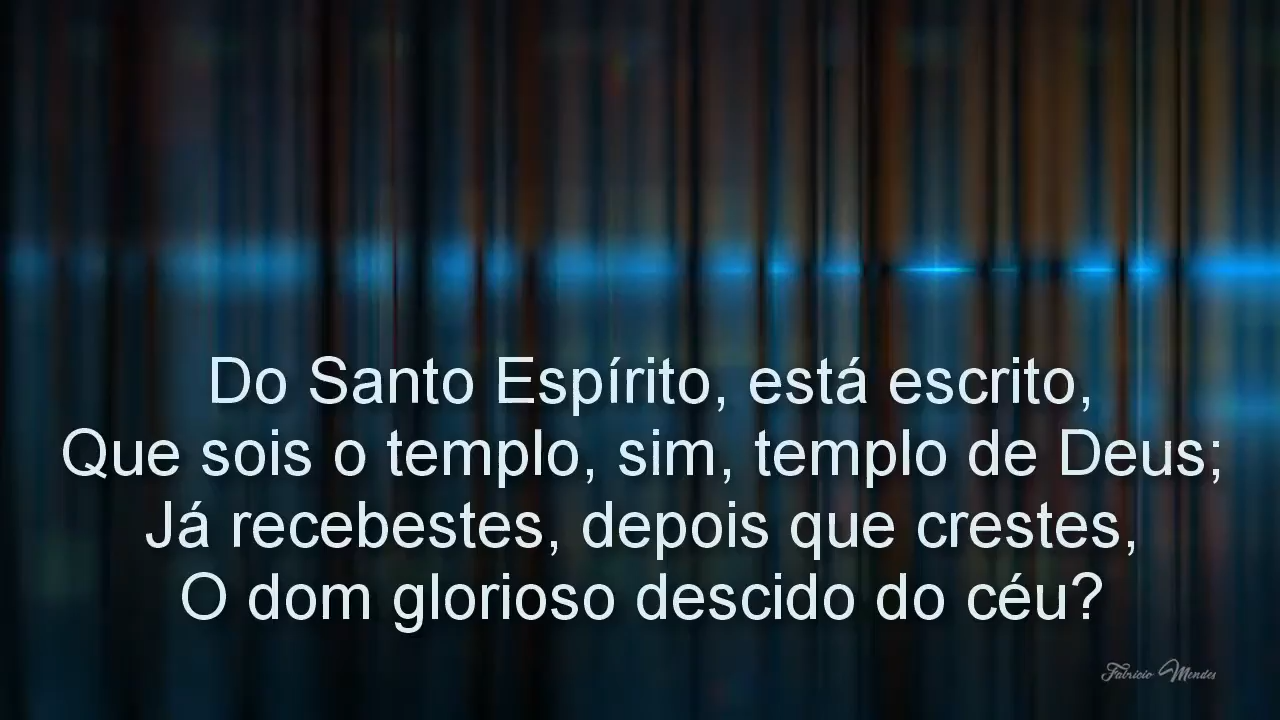 Do Santo Espírito, está escrito,
Que sois o templo, sim, templo de Deus;
Já recebestes, depois que crestes,
O dom glorioso descido do céu?
Fabricio Mendes